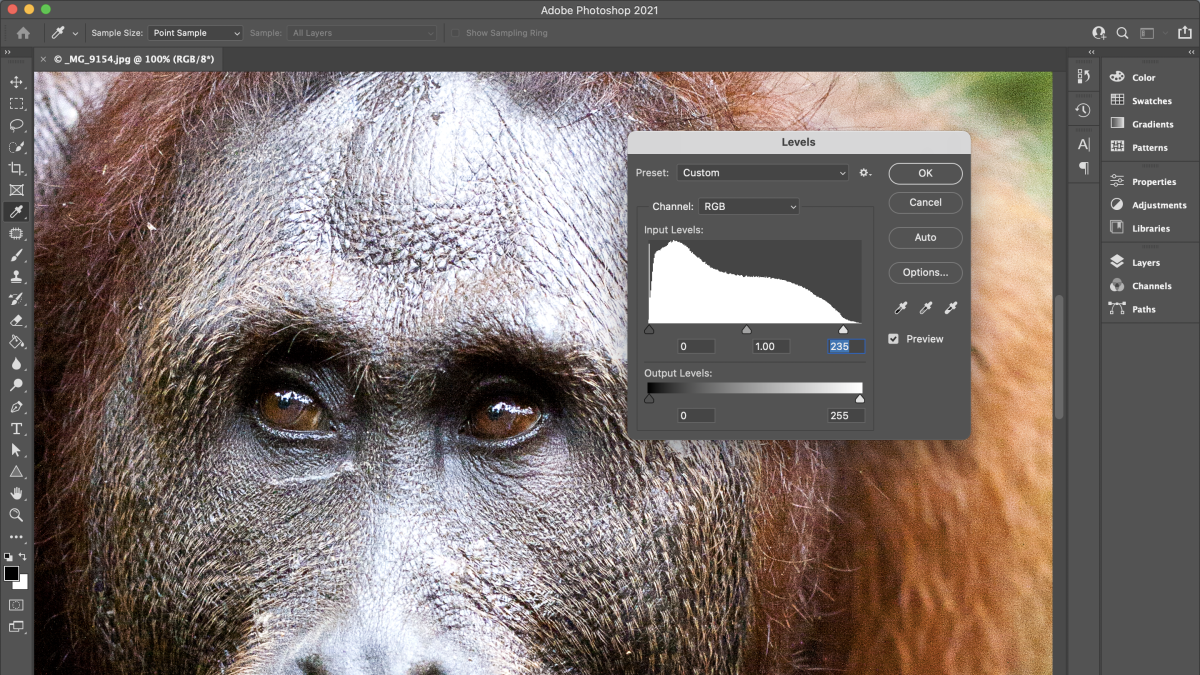 Adobe Photoshop 2021
Sample Size: Point Sample Sample: All Layers Show Sampling Ring
× © _MG_9154.jpg @ 100% (RGB/8*)
Color
Swatches
Gradients
Patterns
Properties
Adjustments
Libraries
Layers
Channels
Paths
Levels
Preset: Custom
OK
Channel: RGB
Cancel
Input Levels:
Auto
Options...
0 1.00 235
Preview
Output Levels:
0 255